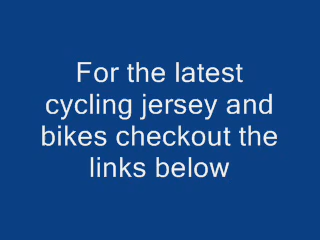 For the latest
cycling jersey and
bikes checkout the
links below